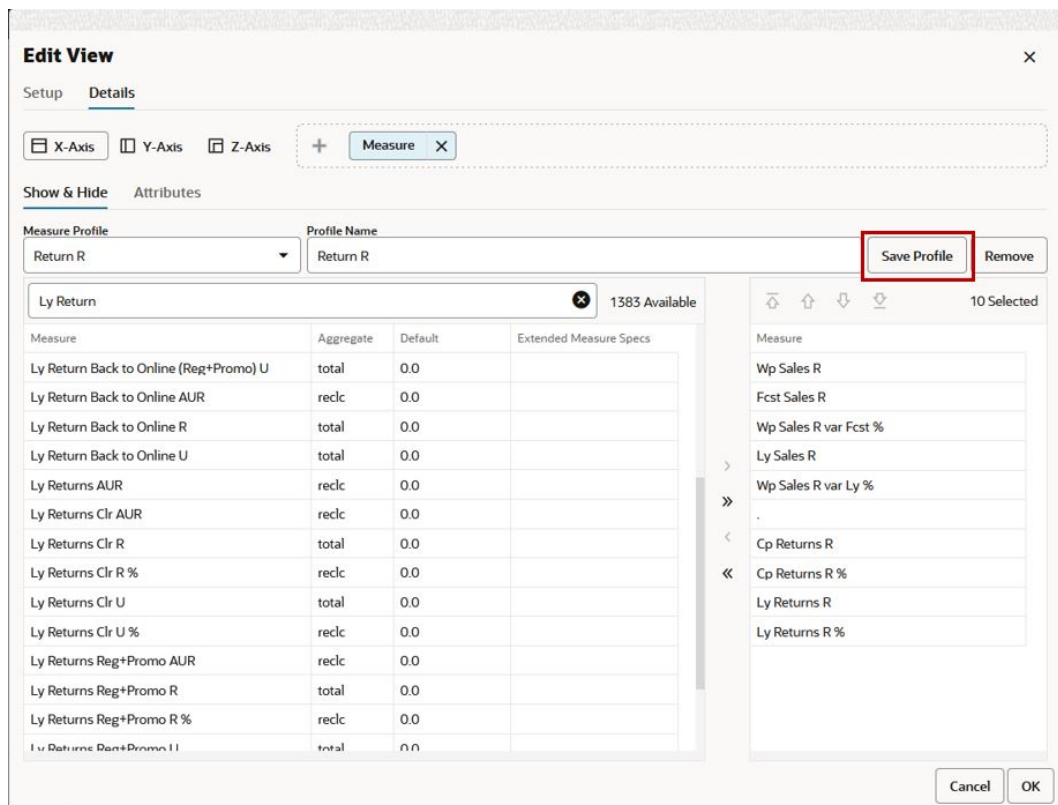 Edit View
Setup Details
X-Axis Y-Axis Z-Axis + Measure X
Show & Hide Attributes
Measure Profile Profile Name
Return R Return R Save Profile Remove
Ly Return 1383 Available 10 Selected
Measure Aggregate Default Extended Measure Specs Measure
Ly Return Back to Online (Reg+Promo) U total 0.0 Wp Sales R
Ly Return Back to Online AUR reclc 0.0 Fcst Sales R
Ly Return Back to Online R total 0.0 Wp Sales R var Fcst %
Ly Return Back to Online U total 0.0 Ly Sales R
Ly Returns AUR reclc 0.0 Wp Sales R var Ly %
Ly Returns Clr AUR reclc 0.0 .
Ly Returns Clr R total 0.0 Cp Returns R
Ly Returns Clr R % reclc 0.0 Cp Returns R %
Ly Returns Clr U total 0.0 Ly Returns R
Ly Returns Clr U % reclc 0.0 Ly Returns R %
Ly Returns Reg+Promo AUR reclc 0.0
Ly Returns Reg+Promo R total 0.0
Ly Returns Reg+Promo R % reclc 0.0
Ly Returns Reg+Promo U total 0.0
Cancel OK